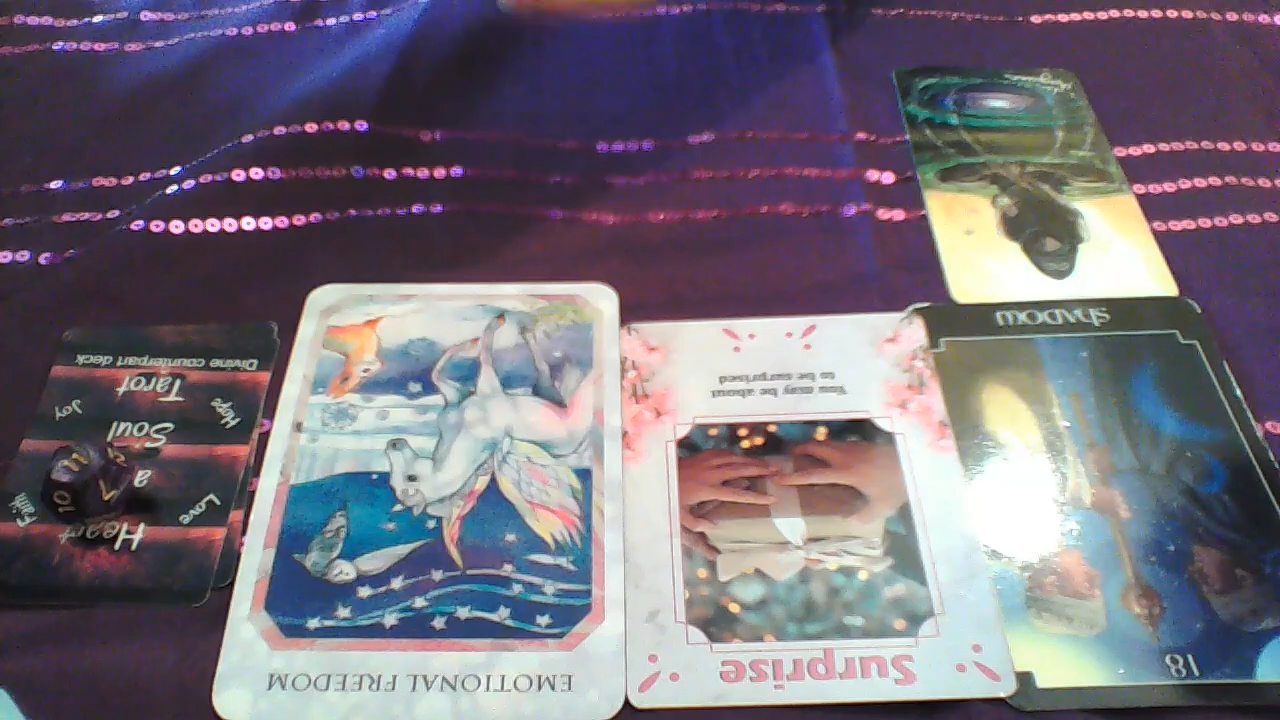 Heart
a
Soul
Tarot
Divine counterpart deck
Faith
Love
Joy
Hope
10
EMOTIONAL FREEDOM
Surprise
You may be about
to be surprised
18
SHADOW